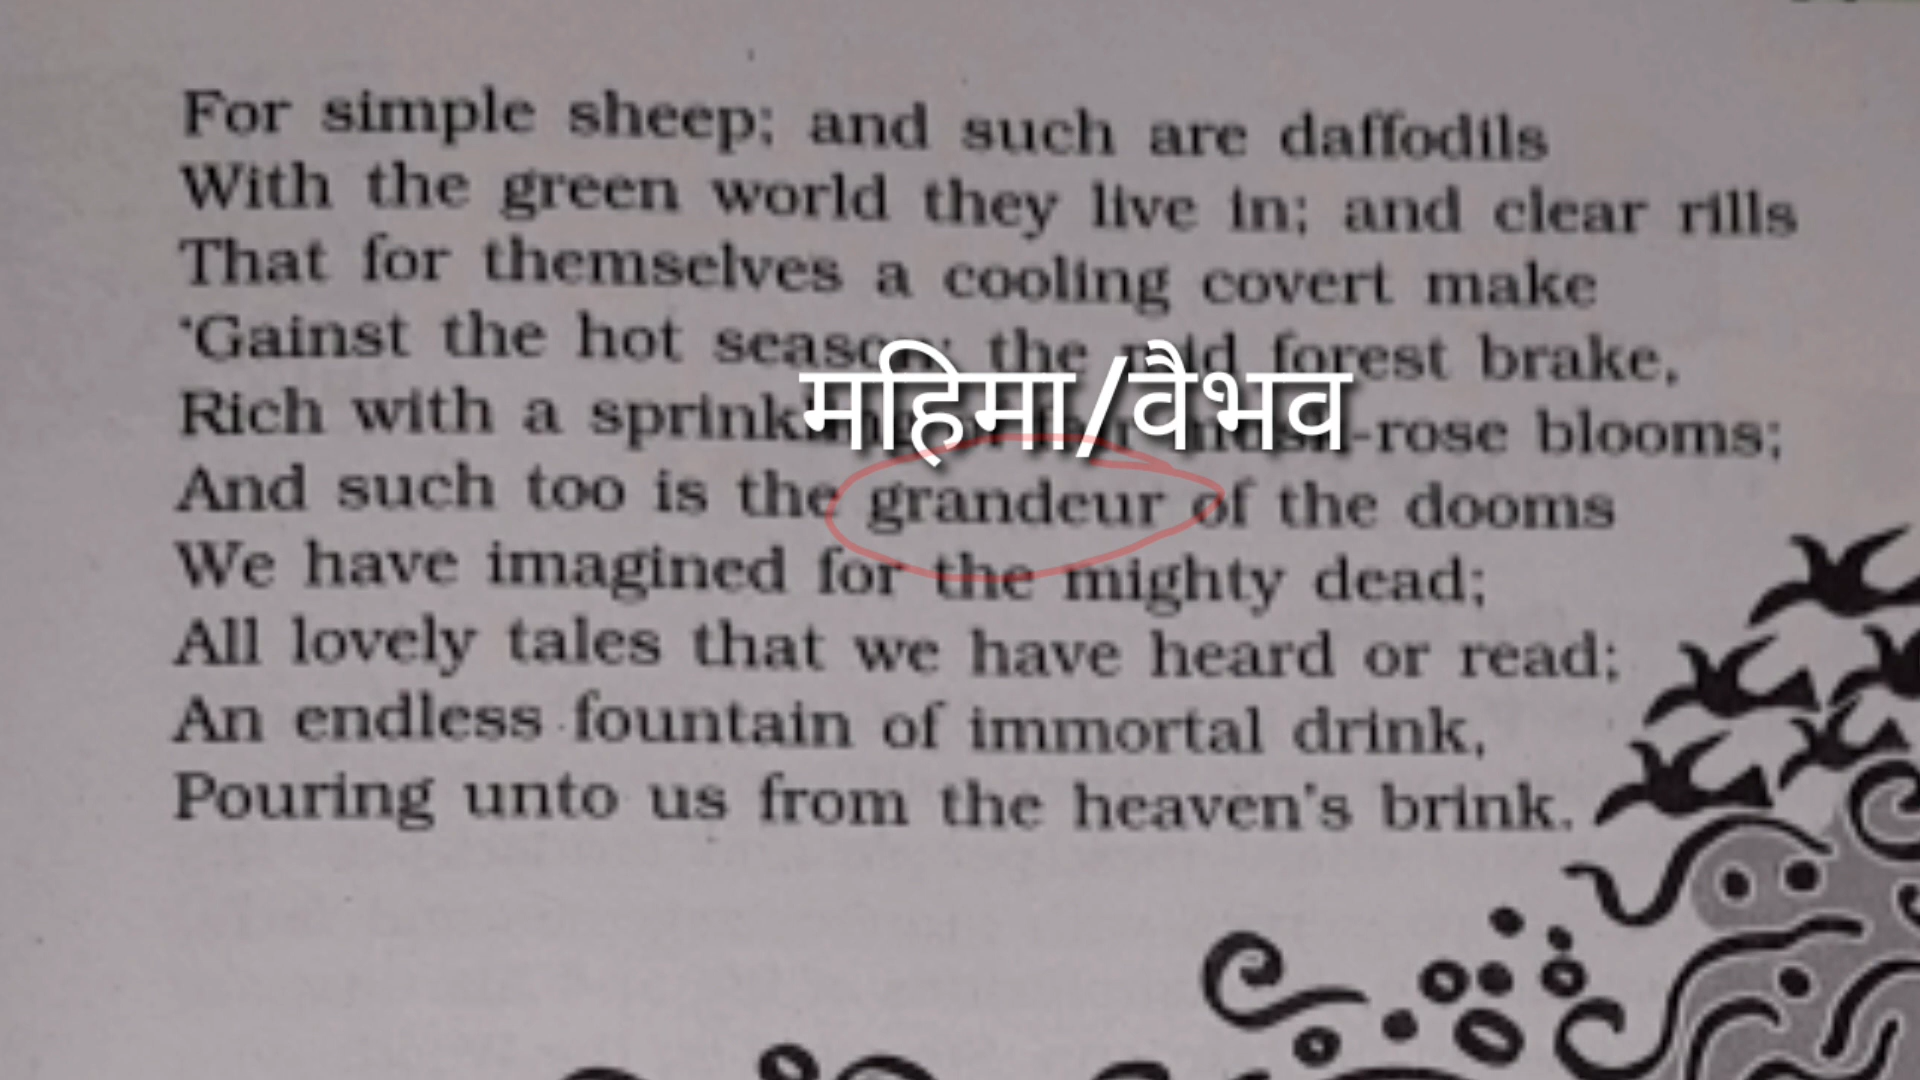 For simple sheep; and such are daffodils
With the green world they live in; and clear rills
That for themselves a cooling covert make
'Gainst the hot season; the mid forest brake,
महिमा/वैभव
Rich with a -rose blooms;
And such too is the grandeur of the dooms
We have imagined for the mighty dead;
All lovely tales that we have heard or read;
An endless fountain of immortal drink,
Pouring unto us from the heaven's brink.